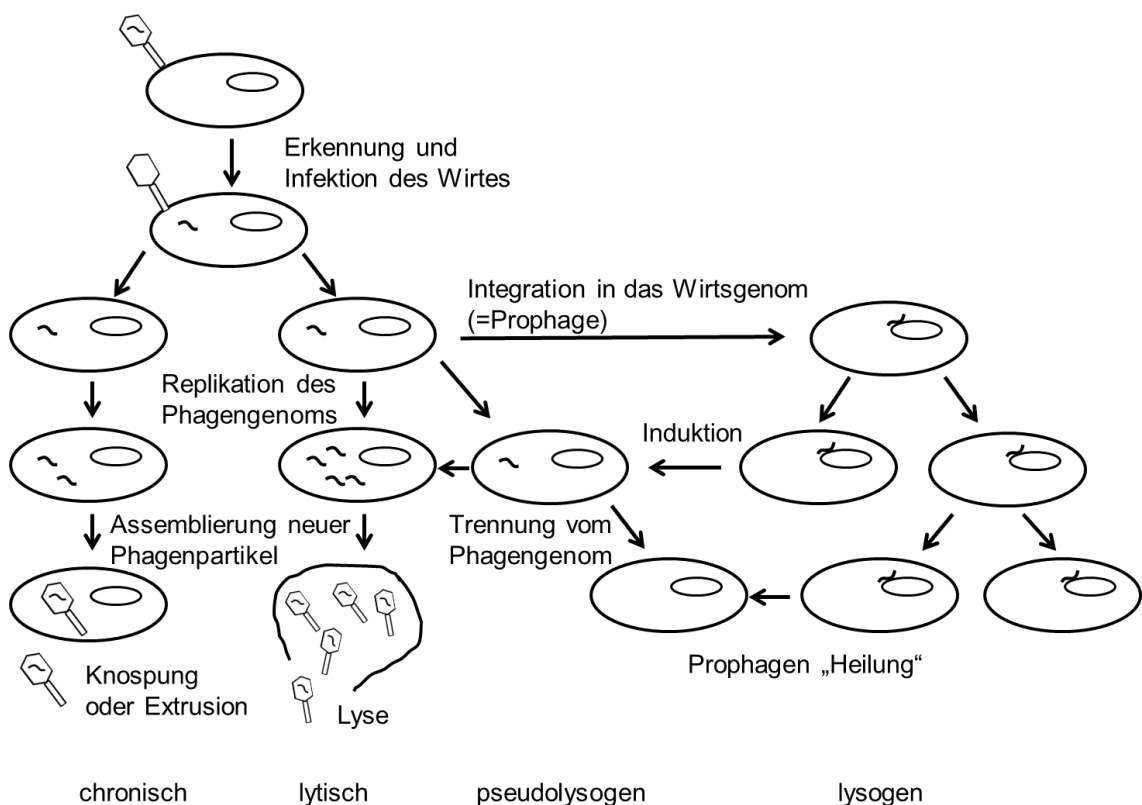 Erkennung und
Infektion des Wirtes
Integration in das Wirtsgenom
(=Prophage)
Replikation des
Phagengenoms
Induktion
Assemblierung neuer
Phagenpartikel
Trennung vom
Phagengenom
Knospung
oder Extrusion
Lyse
Prophagen „Heilung“
chronisch
lytisch
pseudolysogen
lysogen